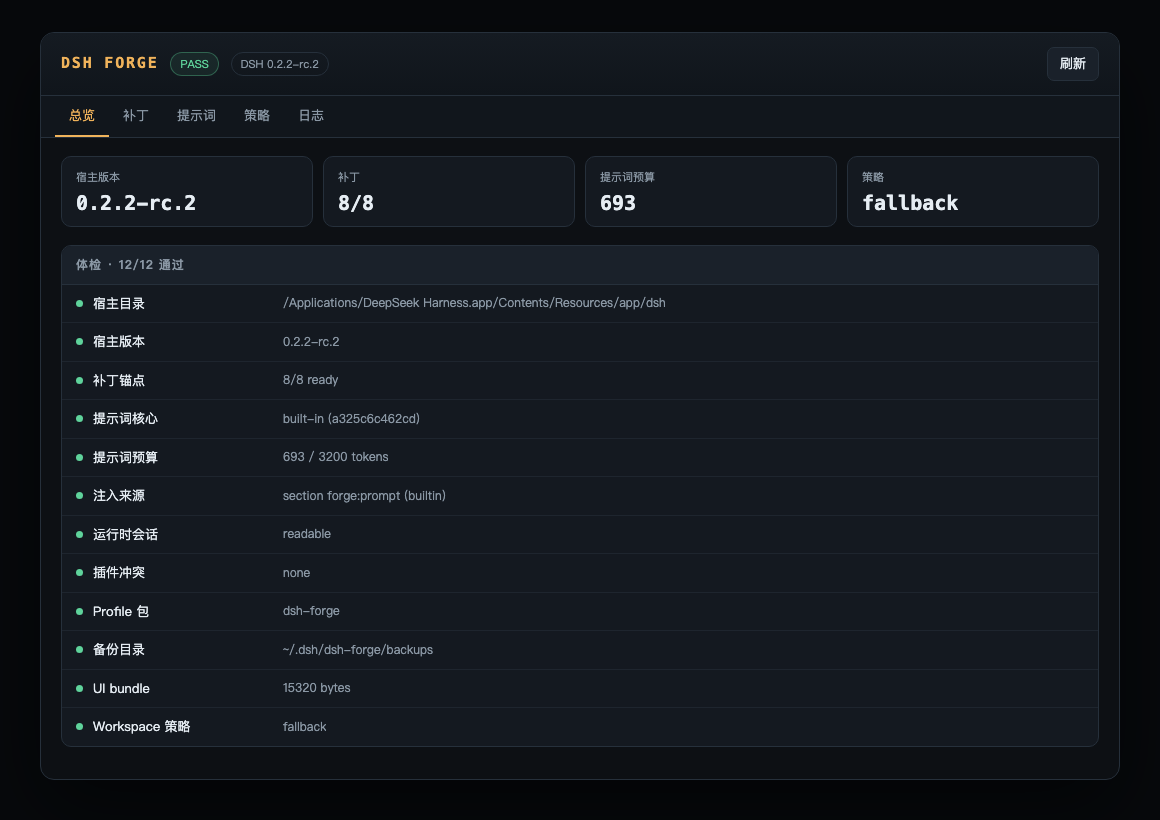 DSH FORGE PASS DSH 0.2.2-rc.2 刷新
总览 补丁 提示词 策略 日志
宿主版本 补丁 提示词预算 策略
0.2.2-rc.2 8/8 693 fallback
体检 · 12/12 通过
宿主目录 /Applications/DeepSeek Harness.app/Contents/Resources/app/dsh
宿主版本 0.2.2-rc.2
补丁锚点 8/8 ready
提示词核心 built-in (a325c6c462cd)
提示词预算 693 / 3200 tokens
注入来源 section forge:prompt (builtin)
运行时会话 readable
插件冲突 none
Profile 包 dsh-forge
备份目录 ~/.dsh/dsh-forge/backups
UI bundle 15320 bytes
Workspace 策略 fallback